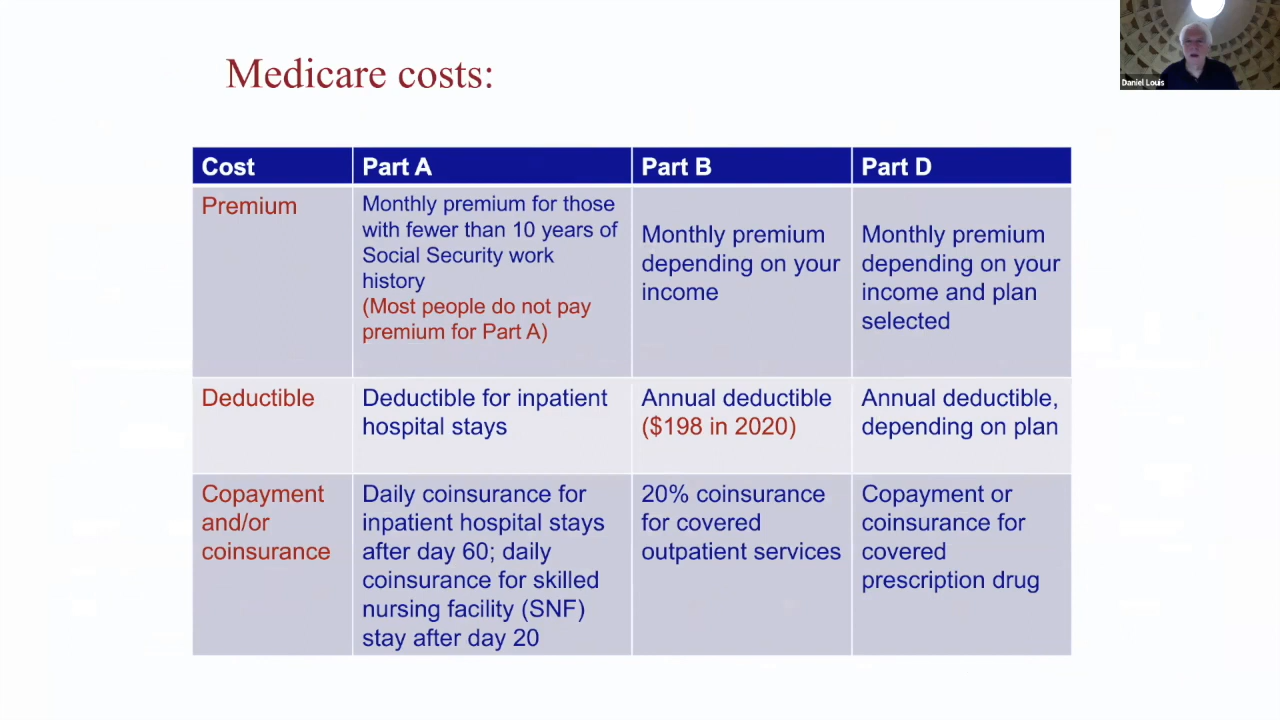 Medicare costs:
Daniel Louis
Cost
Part A
Part B
Part D
Premium
Monthly premium for those
with fewer than 10 years of
Social Security work
history
(Most people do not pay
premium for Part A)
Monthly premium
depending on your
income
Monthly premium
depending on your
income and plan
selected
Deductible
Deductible for inpatient
hospital stays
Annual deductible
($198 in 2020)
Annual deductible,
depending on plan
Copayment
and/or
coinsurance
Daily coinsurance for
inpatient hospital stays
after day 60; daily
coinsurance for skilled
nursing facility (SNF)
stay after day 20
20% coinsurance
for covered
outpatient services
Copayment or
coinsurance for
covered
prescription drug